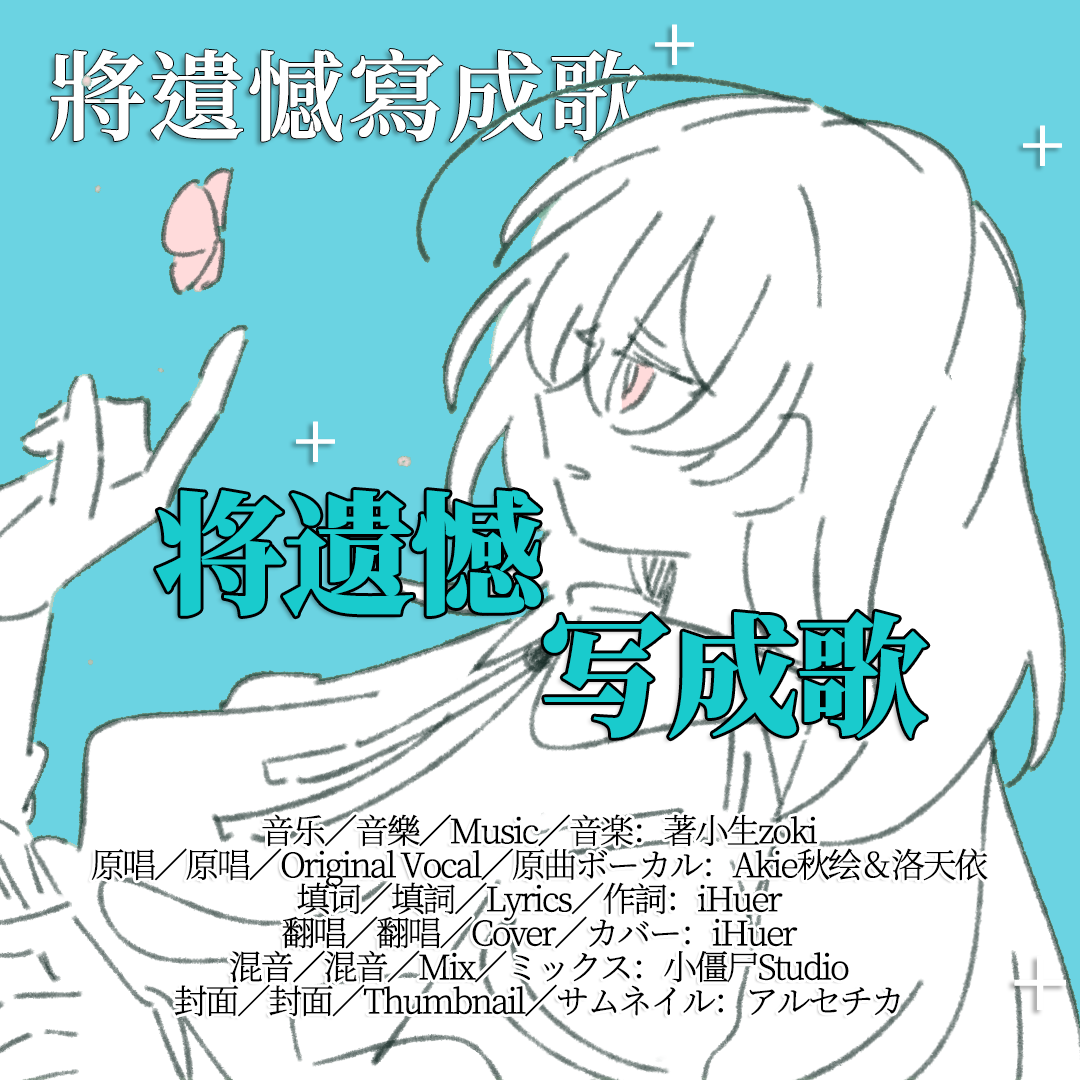 將遺憾寫成歌
将遗憾
写成歌
音乐／音樂／Music／音楽：著小生zoki
原唱／原唱／Original Vocal／原曲ボーカル：Akie秋绘＆洛天依
填词／填詞／Lyrics／作詞：iHuer
翻唱／翻唱／Cover／カバー：iHuer
混音／混音／Mix／ミックス：小僵尸Studio
封面／封面／Thumbnail／サムネイル：アルセチカ